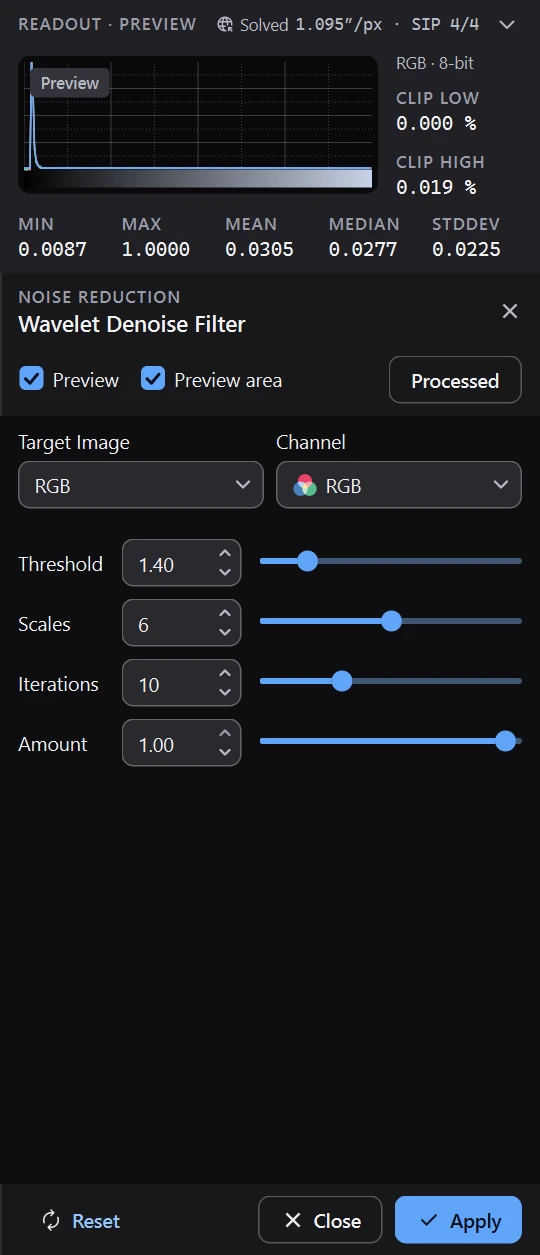 READOUT · PREVIEW Solved 1.095″/px · SIP 4/4
Preview
RGB · 8-bit
CLIP LOW
0.000 %
CLIP HIGH
0.019 %
MIN MAX MEAN MEDIAN STDDEV
0.0087 1.0000 0.0305 0.0277 0.0225
NOISE REDUCTION
Wavelet Denoise Filter
Preview Preview area Processed
Target Image Channel
RGB RGB
Threshold 1.40
Scales 6
Iterations 10
Amount 1.00
Reset Close Apply